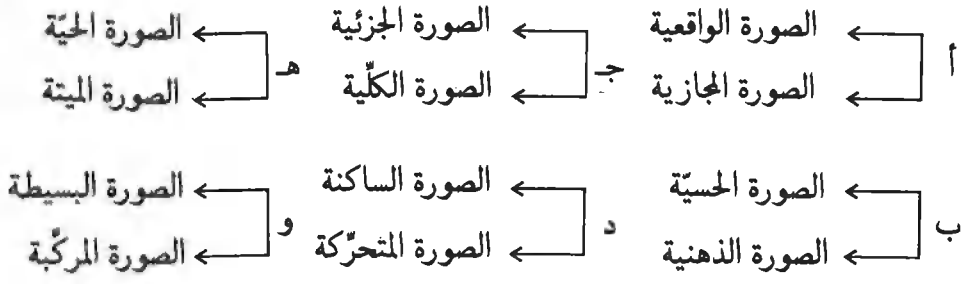 أ الصورة الواقعية جـ الصورة الجزئية هـ الصورة الحيّة
الصورة المجازية الصورة الكلّية الصورة الميتة
ب الصورة الحسيّة د الصورة الساكنة و الصورة البسيطة
الصورة الذهنية الصورة المتحرّكة الصورة المركّبة